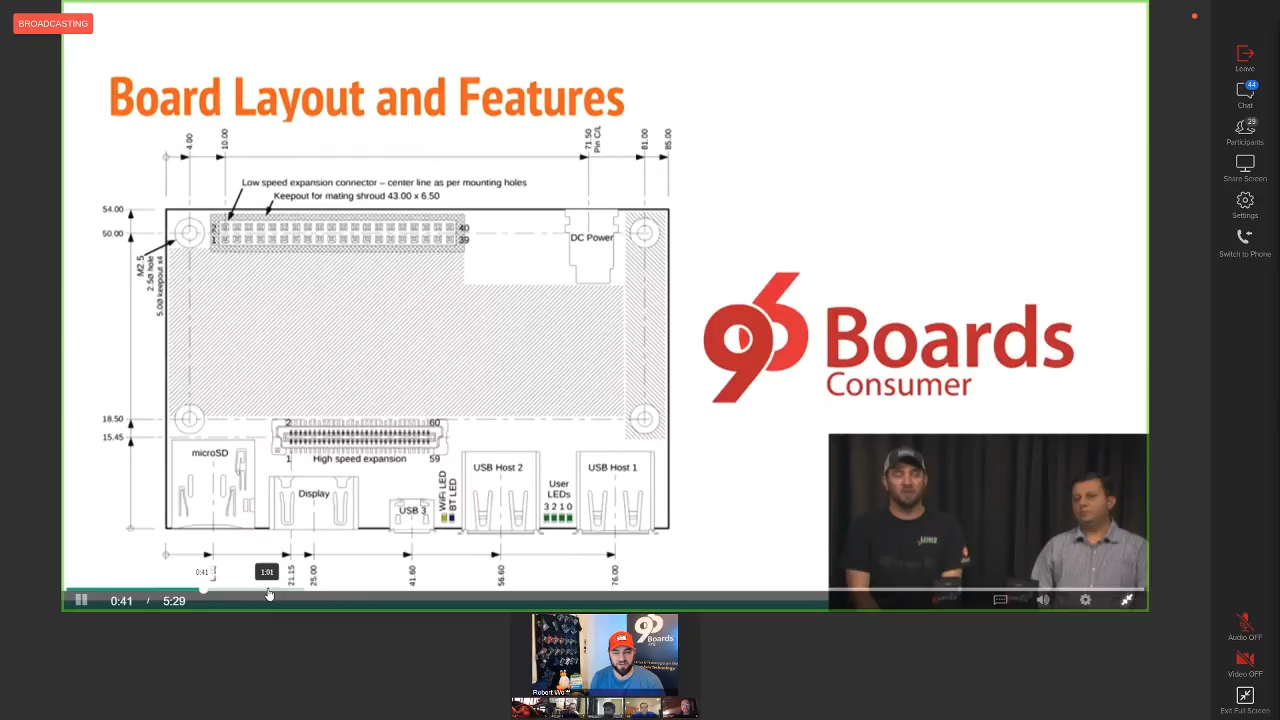 BROADCASTING
Board Layout and Features
4.00
10.00
71.50
Pin C/L
81.00
85.00
Low speed expansion connector – center line as per mounting holes
Keepout for mating shroud 43.00 x 6.50
54.00
50.00
2
40
1
39
DC Power
M2.5
2.5ø hole
5.0Ø keepout x4
96 Boards
Consumer
18.50
15.45
2
60
1
High speed expansion
59
microSD
Display
USB 3
WiFi LED
BT LED
USB Host 2
User
LEDs
3 2 1 0
USB Host 1
21.15
25.00
41.60
56.60
76.00
0:41
1:01
0:41 / 5:29
96
Boards
Leave
44
Chat
29
Participants
Share Screen
Settings
Switch to Phone
Audio OFF
Video OFF
Exit Full Screen